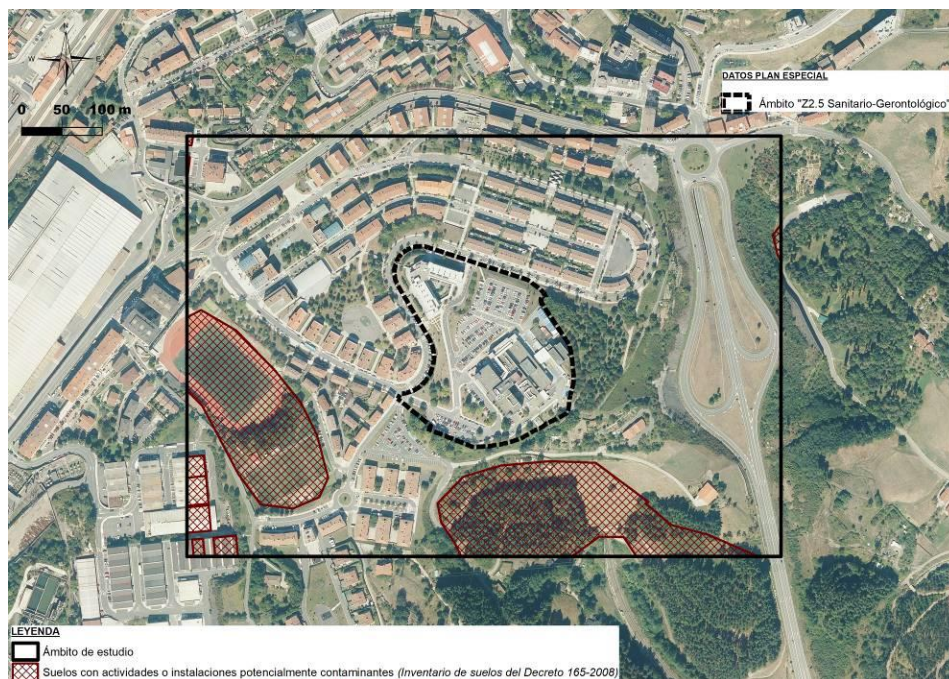 N
W E
S
0 50 100 m
DATOS PLAN ESPECIAL
Ámbito "Z2.5 Sanitario-Gerontológico"
LEYENDA
Ámbito de estudio
Suelos con actividades o instalaciones potencialmente contaminantes (Inventario de suelos del Decreto 165-2008)